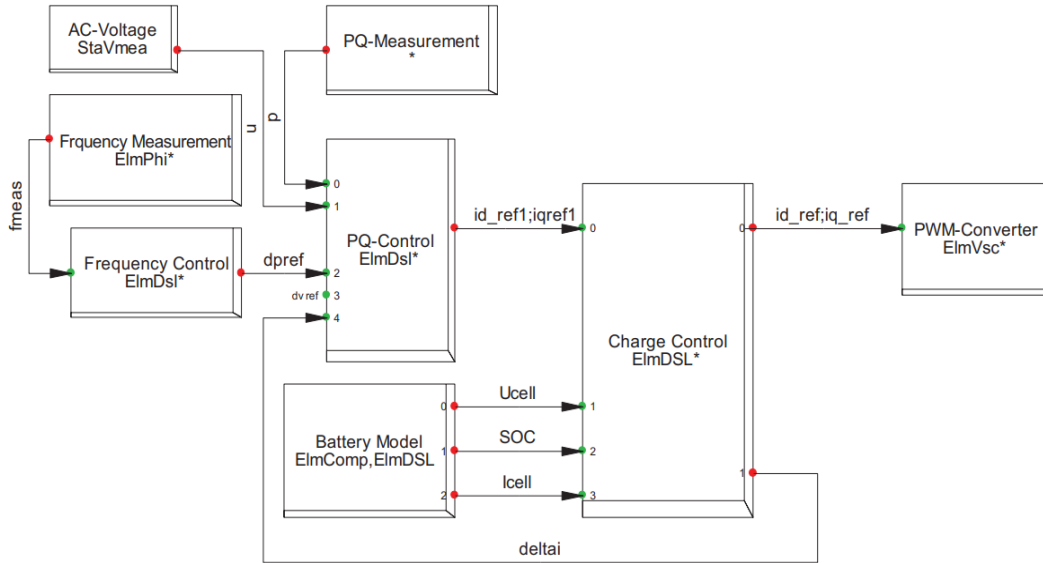 AC-Voltage
StaVmea
PQ-Measurement
*
Frquency Measurement
ElmPhi*
fmeas
u
p
Frequency Control
ElmDsl*
dpref
dvref
0
1
2
3
4
PQ-Control
ElmDsl*
id_ref1;iqref1
0
1
2
3
Charge Control
ElmDSL*
0
1
id_ref;iq_ref
PWM-Converter
ElmVsc*
Battery Model
ElmComp,ElmDSL
0
1
2
Ucell
SOC
Icell
deltai